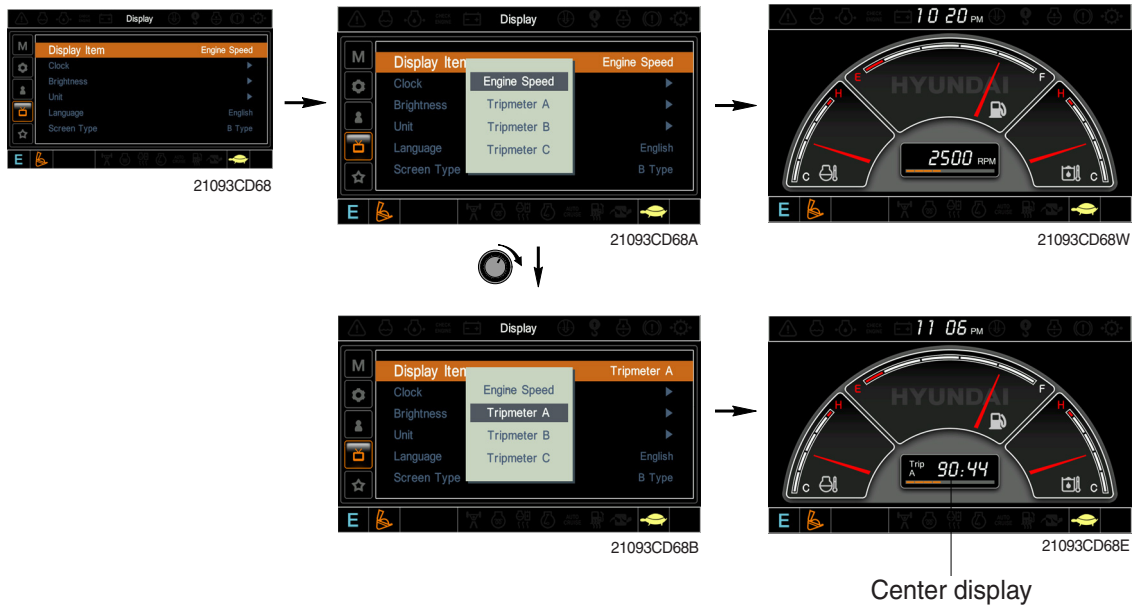 Display
M
Display Item Engine Speed
Clock
Brightness
Unit
Language English
Screen Type B Type
E
21093CD68
Display
M
Display Item Engine Speed
Clock
Brightness
Unit
Language English
Screen Type B Type
Engine Speed
Tripmeter A
Tripmeter B
Tripmeter C
E
21093CD68A
10 20 PM
HYUNDAI
E F
H H
C C
2500 RPM
E
21093CD68W
Display
M
Display Item Tripmeter A
Clock
Brightness
Unit
Language English
Screen Type B Type
Engine Speed
Tripmeter A
Tripmeter B
Tripmeter C
E
21093CD68B
11 06 PM
HYUNDAI
E F
H H
C C
Trip A 90:44
E
21093CD68E
Center display